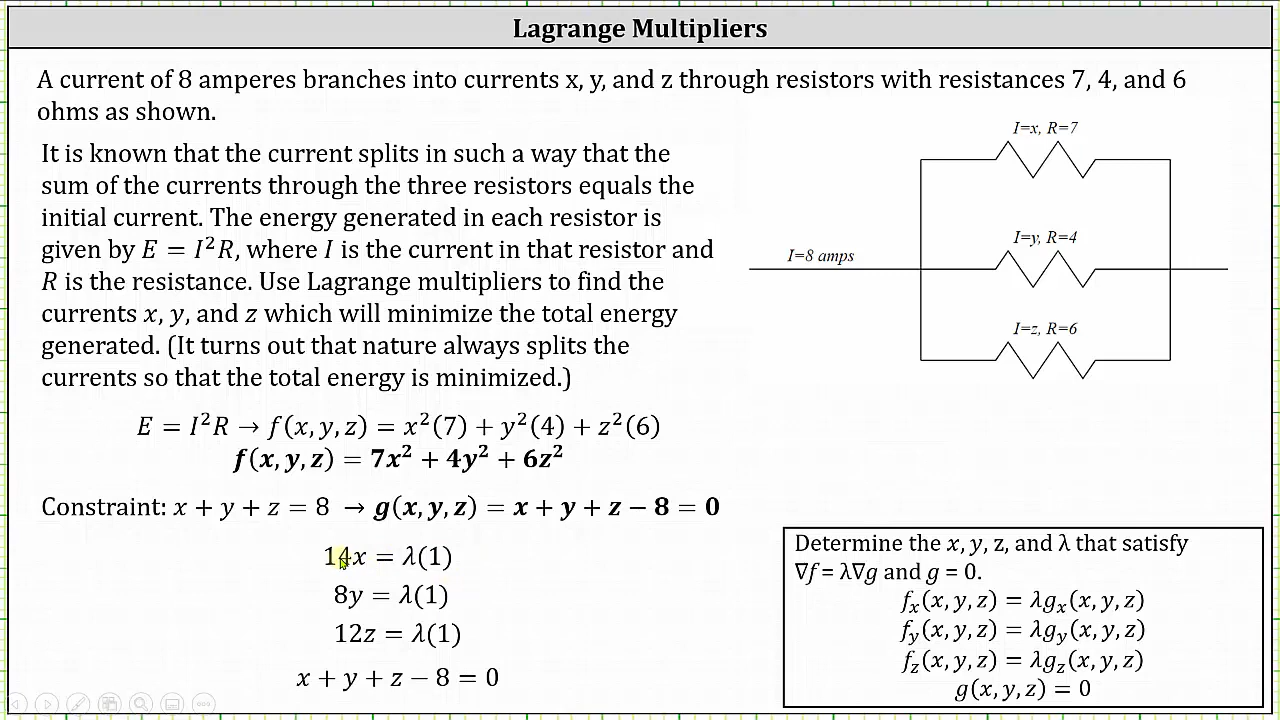 Lagrange Multipliers
A current of 8 amperes branches into currents x, y, and z through resistors with resistances 7, 4, and 6
ohms as shown.
It is known that the current splits in such a way that the
sum of the currents through the three resistors equals the
initial current. The energy generated in each resistor is
given by E = I²R, where I is the current in that resistor and
R is the resistance. Use Lagrange multipliers to find the
currents x, y, and z which will minimize the total energy
generated. (It turns out that nature always splits the
currents so that the total energy is minimized.)
I=x, R=7
I=y, R=4
I=8 amps
I=z, R=6
E = I²R → f(x, y, z) = x²(7) + y²(4) + z²(6)
f(x, y, z) = 7x² + 4y² + 6z²
Constraint: x + y + z = 8 → g(x, y, z) = x + y + z − 8 = 0
14x = λ(1)
8y = λ(1)
12z = λ(1)
x + y + z − 8 = 0
Determine the x, y, z, and λ that satisfy
∇f = λ∇g and g = 0.
fₓ(x, y, z) = λgₓ(x, y, z)
f_y(x, y, z) = λg_y(x, y, z)
f_z(x, y, z) = λg_z(x, y, z)
g(x, y, z) = 0